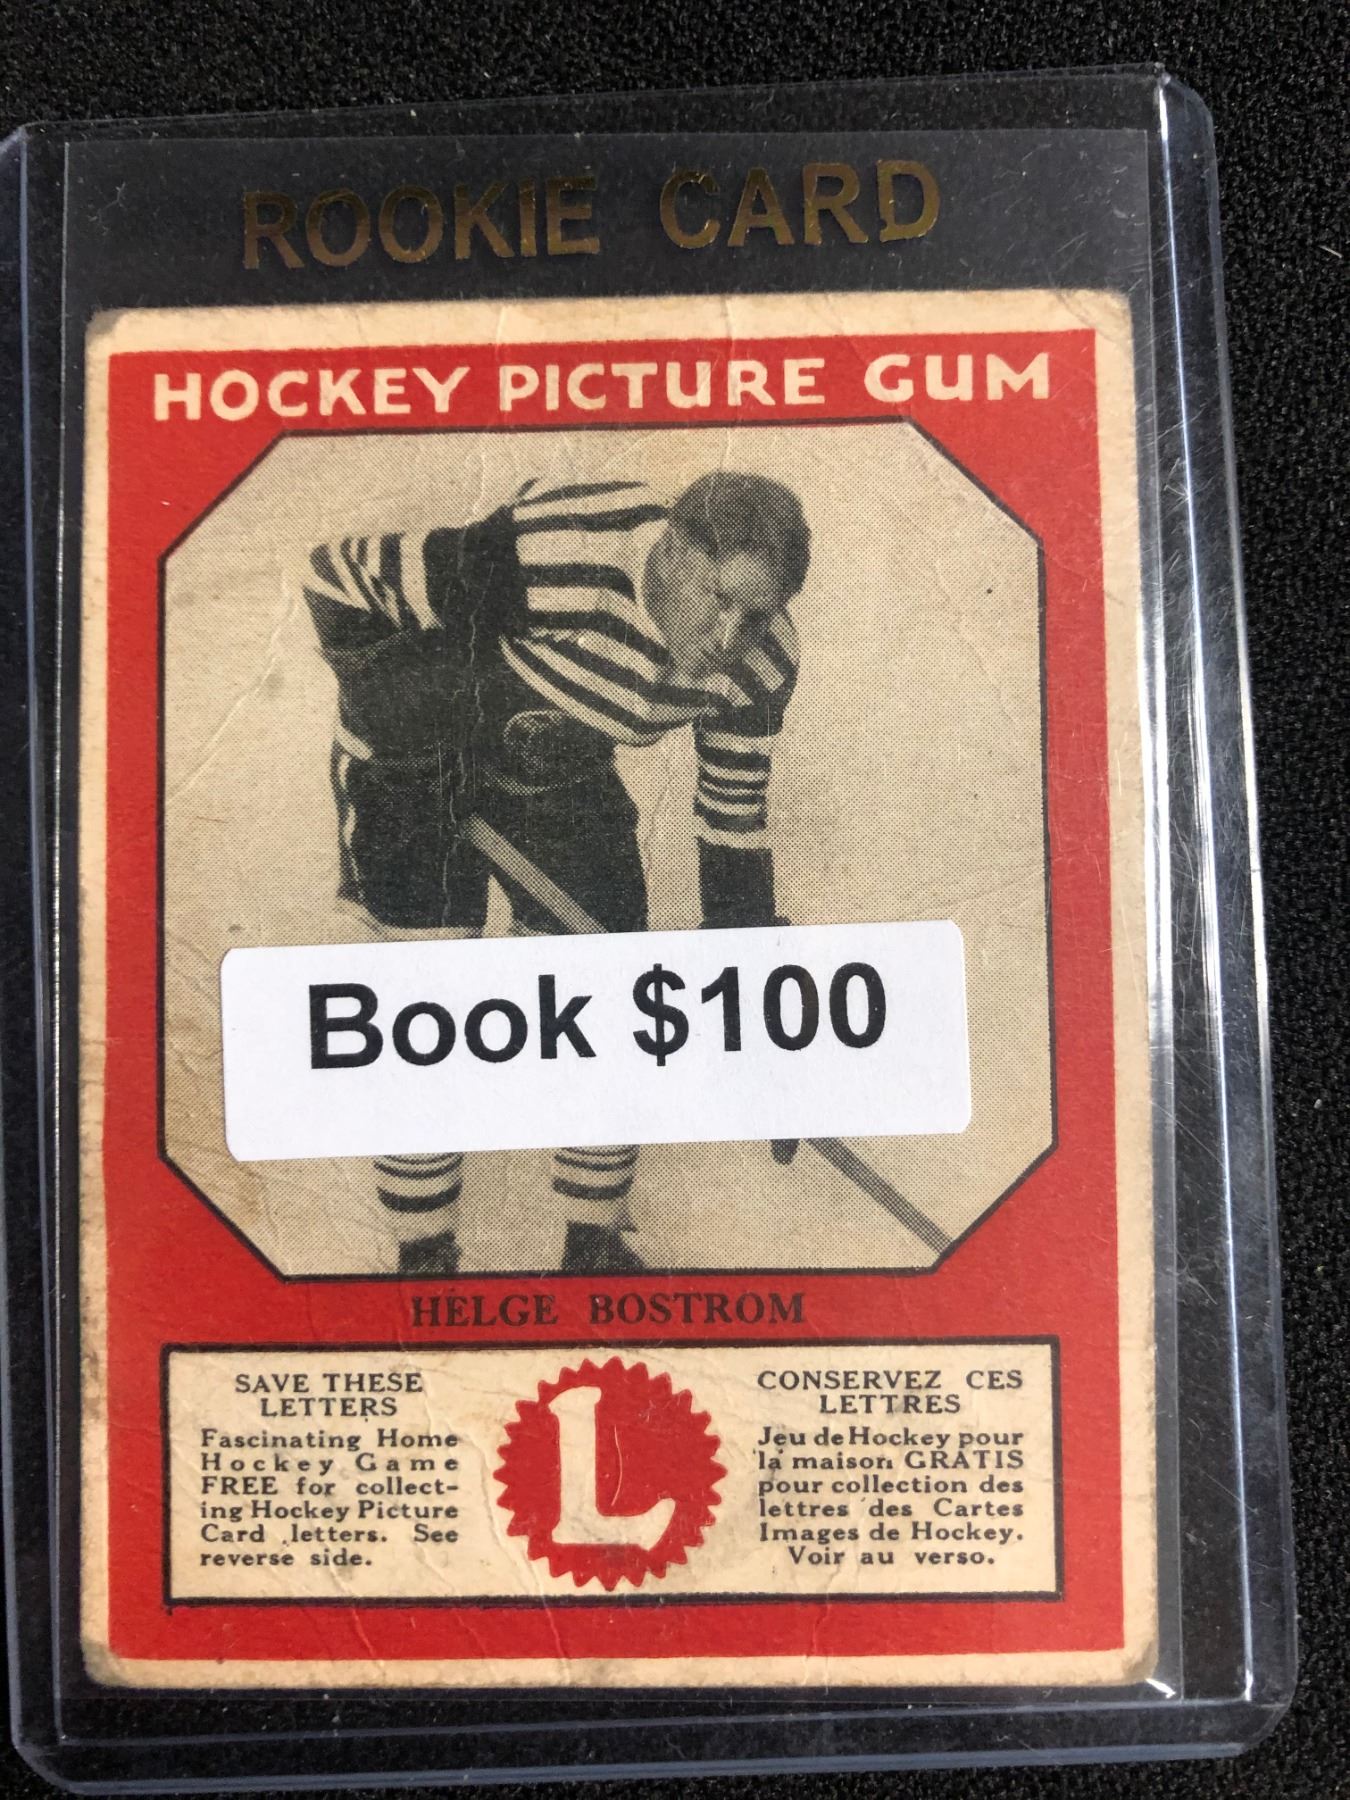 ROOKIE CARD
HOCKEY PICTURE GUM
Book $100
HELGE BOSTROM
SAVE THESE
LETTERS
Fascinating Home
Hockey Game
FREE for collect-
ing Hockey Picture
Card letters. See
reverse side.
L
CONSERVEZ CES
LETTRES
Jeu de Hockey pour
la maison GRATIS
pour collection des
lettres des Cartes
Images de Hockey.
Voir au verso.